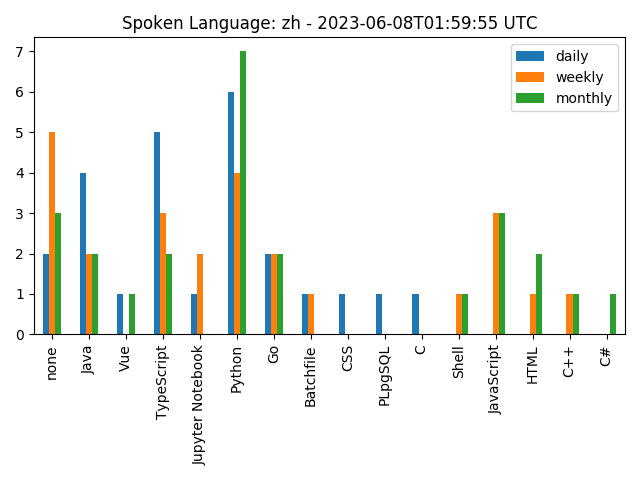 Spoken Language: zh - 2023-06-08T01:59:55 UTC
daily
weekly
monthly
7
6
5
4
3
2
1
0
none
Java
Vue
TypeScript
Jupyter Notebook
Python
Go
Batchfile
CSS
PLpgSQL
C
Shell
JavaScript
HTML
C++
C#